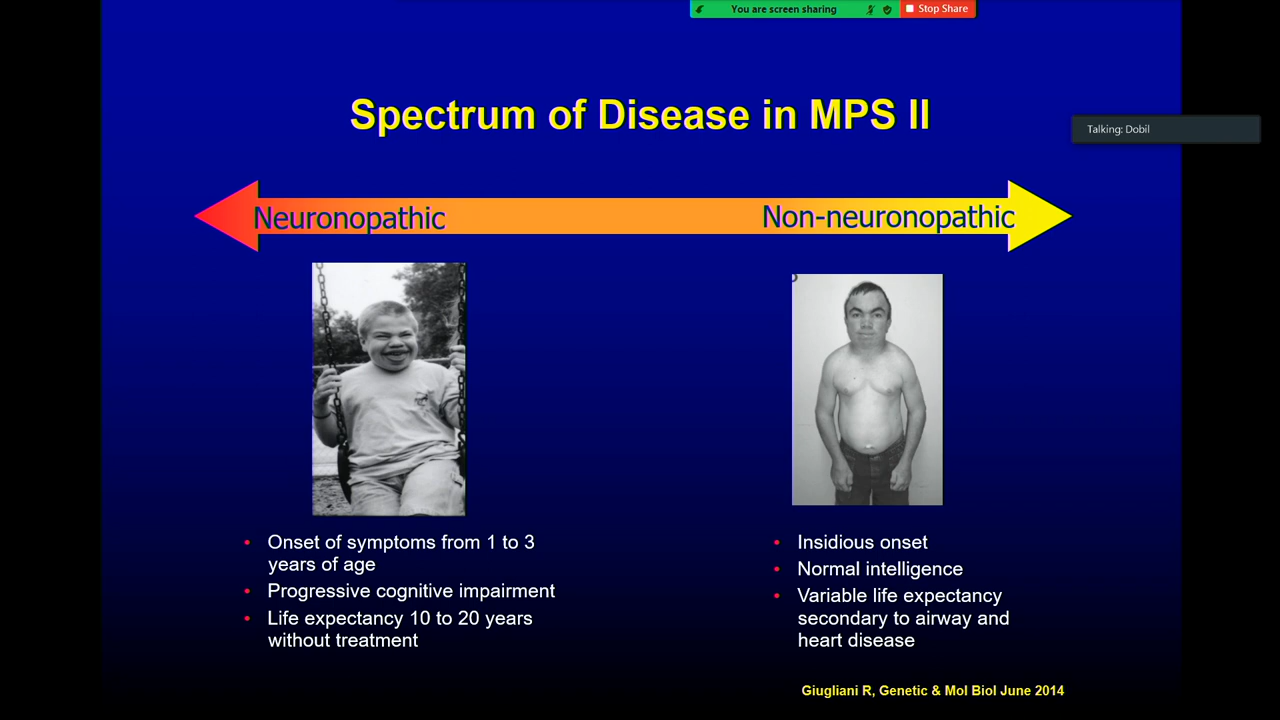 You are screen sharing
Stop Share
Spectrum of Disease in MPS II
Talking: Dobil
Neuronopathic
Non-neuronopathic
• Onset of symptoms from 1 to 3
years of age
• Progressive cognitive impairment
• Life expectancy 10 to 20 years
without treatment
• Insidious onset
• Normal intelligence
• Variable life expectancy
secondary to airway and
heart disease
Giugliani R, Genetic & Mol Biol June 2014